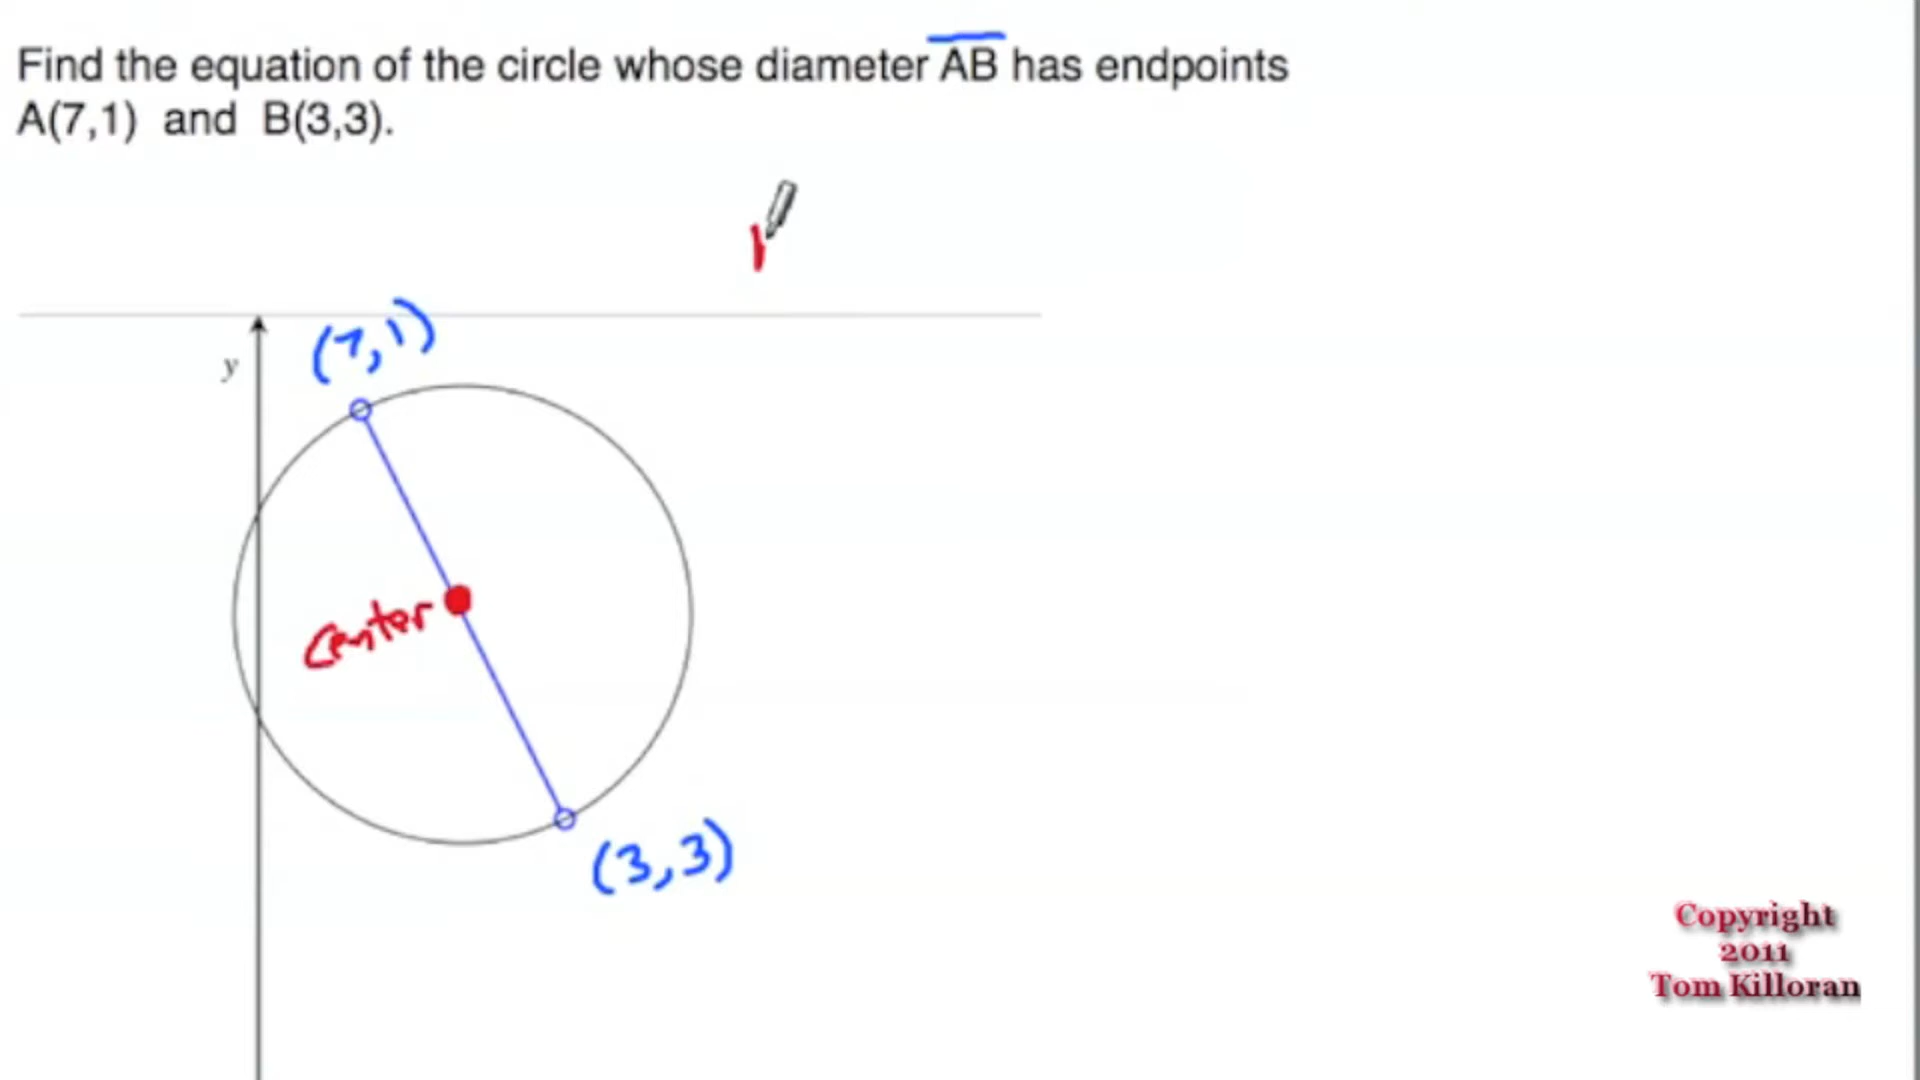 Find the equation of the circle whose diameter AB has endpoints
A(7,1) and B(3,3).
(7,1)
y
center
(3,3)
Copyright
2011
Tom Killoran